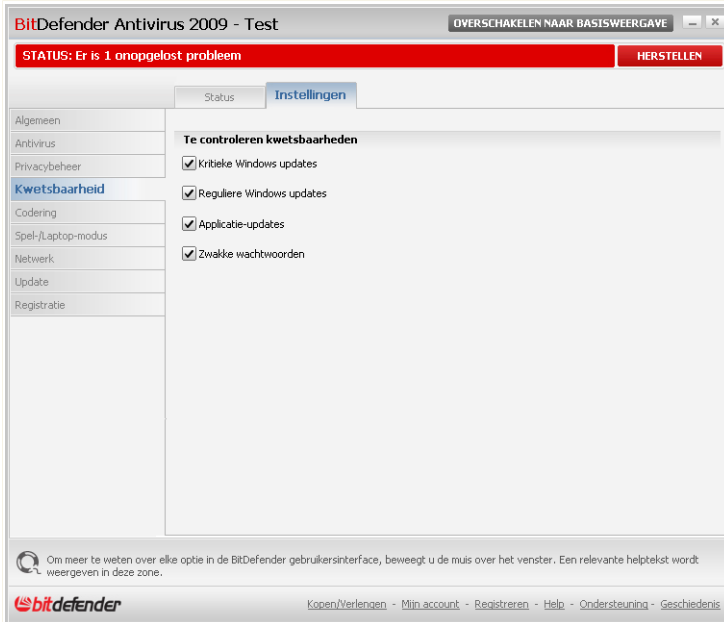 BitDefender Antivirus 2009 - Test
OVERSCHAKELEN NAAR BASISWEERGAVE
STATUS: Er is 1 onopgelost probleem
HERSTELLEN
Status
Instellingen
Algemeen
Antivirus
Privacybeheer
Kwetsbaarheid
Codering
Spel-/Laptop-modus
Netwerk
Update
Registratie
Te controleren kwetsbaarheden
Kritieke Windows updates
Reguliere Windows updates
Applicatie-updates
Zwakke wachtwoorden
Om meer te weten over elke optie in de BitDefender gebruikersinterface, beweegt u de muis over het venster. Een relevante helptekst wordt
weergeven in deze zone.
bitdefender
Kopen/Verlengen - Mijn account - Registreren - Help - Ondersteuning - Geschiedenis